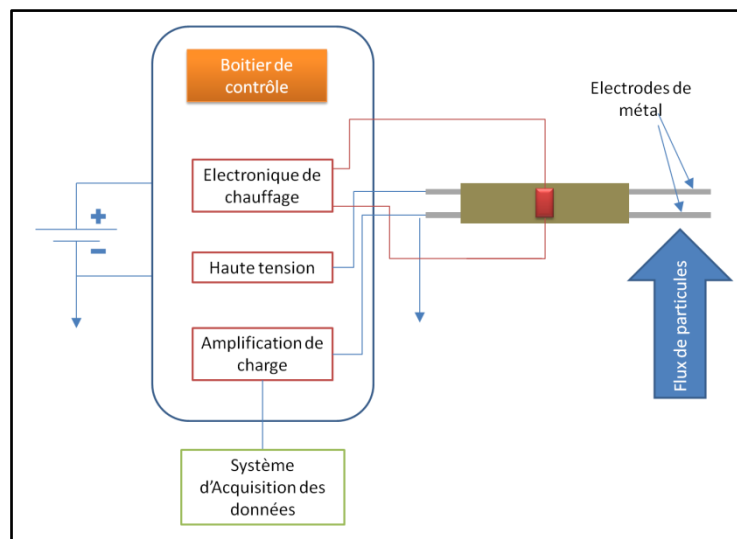 Boitier de
contrôle
Electrodes de
métal
Electronique de
chauffage
+
-
Haute tension
Amplification de
charge
Flux de particules
Système
d'Acquisition des
données